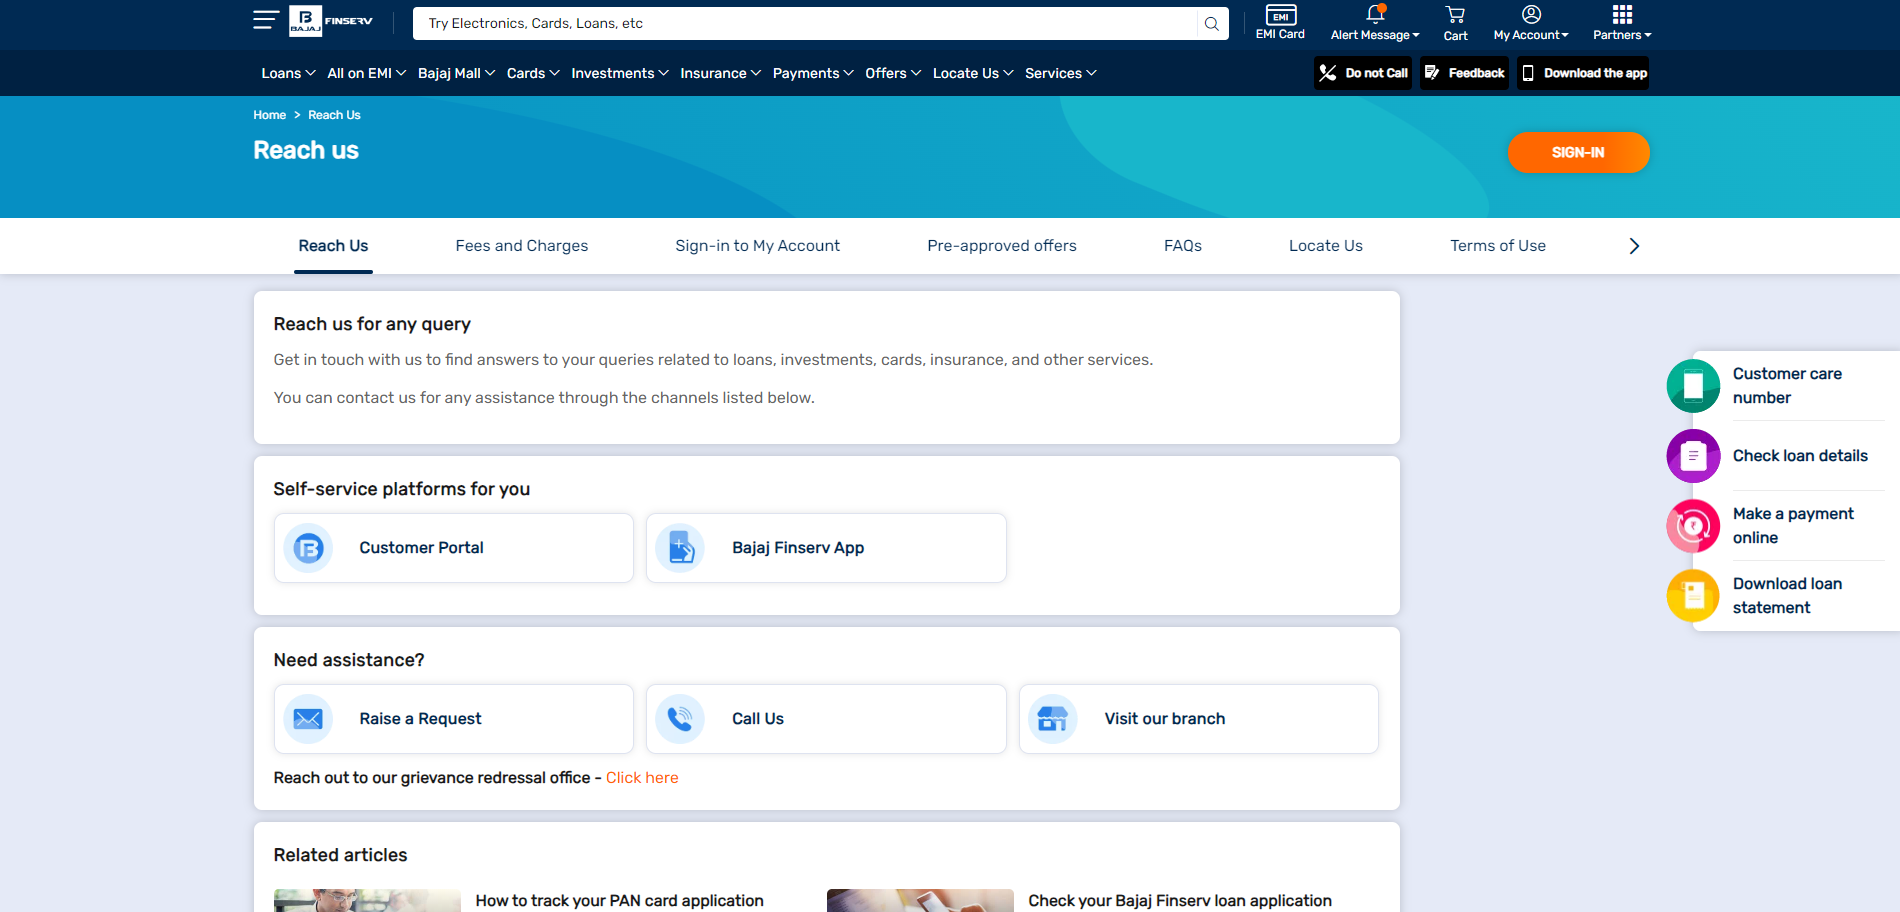 BAJAJ FINSERV
Try Electronics, Cards, Loans, etc
EMI
EMI Card
Alert Message
Cart
My Account
Partners
Loans All on EMI Bajaj Mall Cards Investments Insurance Payments Offers Locate Us Services
Do not Call Feedback Download the app
Home > Reach Us
Reach us
SIGN-IN
Reach Us Fees and Charges Sign-in to My Account Pre-approved offers FAQs Locate Us Terms of Use
Reach us for any query
Get in touch with us to find answers to your queries related to loans, investments, cards, insurance, and other services.
You can contact us for any assistance through the channels listed below.
Self-service platforms for you
Customer Portal
Bajaj Finserv App
Need assistance?
Raise a Request
Call Us
Visit our branch
Reach out to our grievance redressal office - Click here
Related articles
How to track your PAN card application
Check your Bajaj Finserv loan application
Customer care
number
Check loan details
Make a payment
online
Download loan
statement